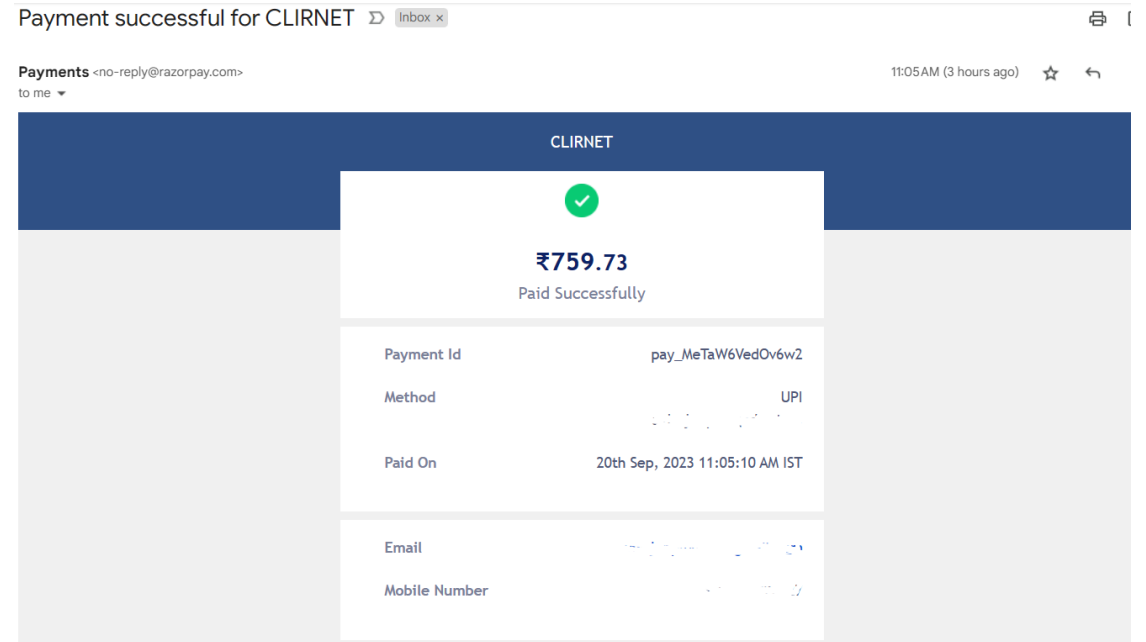 Payment successful for CLIRNET
Inbox ×
Payments <no-reply@razorpay.com>
11:05 AM (3 hours ago)
to me
CLIRNET
₹759.73
Paid Successfully
Payment Id pay_MeTaW6VedOv6w2
Method UPI
Paid On 20th Sep, 2023 11:05:10 AM IST
Email
Mobile Number